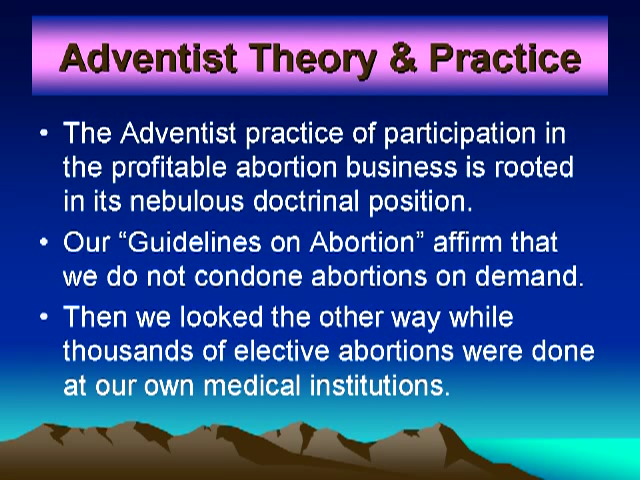 Adventist Theory & Practice
• The Adventist practice of participation in
the profitable abortion business is rooted
in its nebulous doctrinal position.
• Our “Guidelines on Abortion” affirm that
we do not condone abortions on demand.
• Then we looked the other way while
thousands of elective abortions were done
at our own medical institutions.